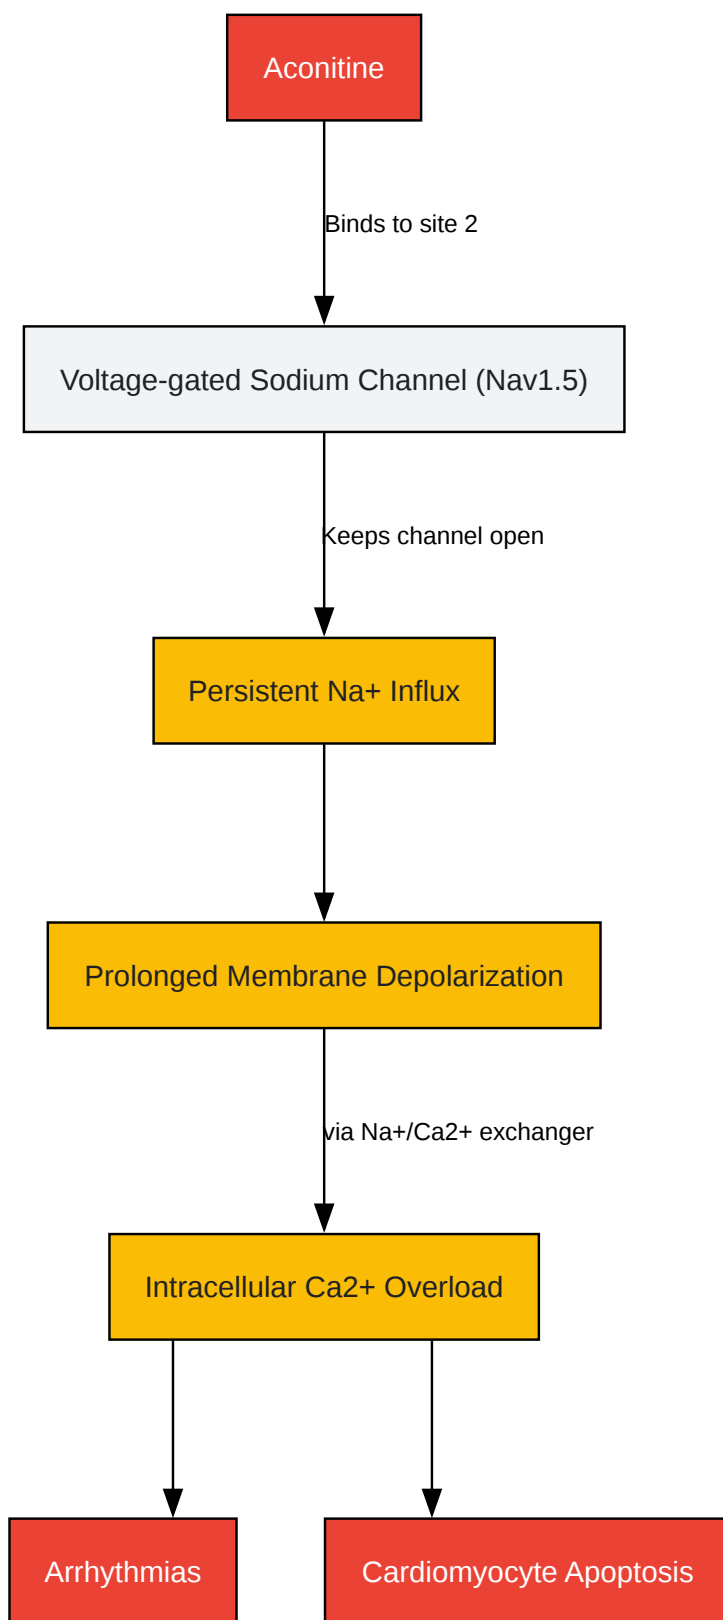 Aconitine
Binds to site 2
Voltage-gated Sodium Channel (Nav1.5)
Keeps channel open
Persistent Na+ Influx
Prolonged Membrane Depolarization
via Na+/Ca2+ exchanger
Intracellular Ca2+ Overload
Arrhythmias
Cardiomyocyte Apoptosis